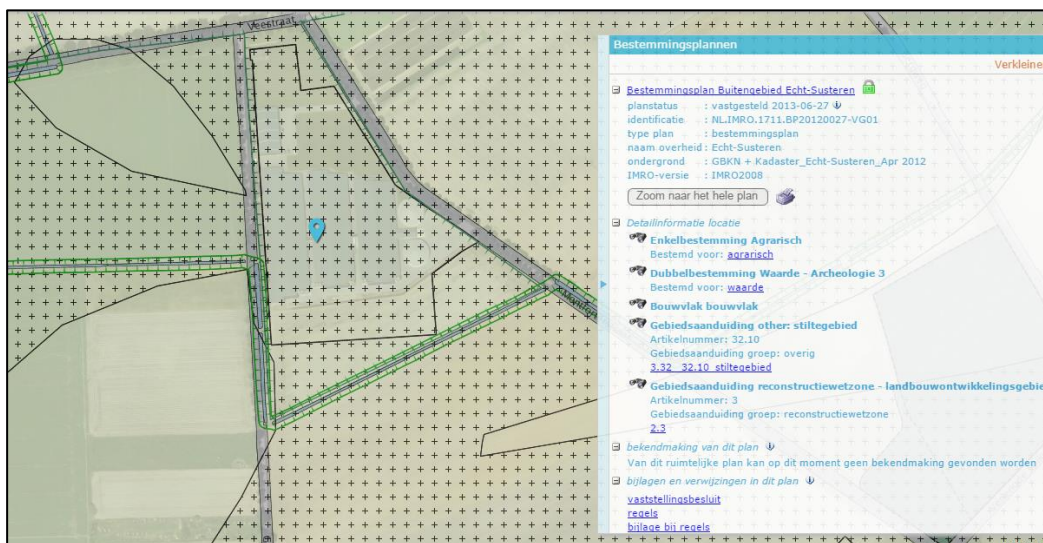 Veestraat
Bestemmingsplannen
Verkleine
Bestemmingsplan Buitengebied Echt-Susteren
planstatus : vastgesteld 2013-06-27
identificatie : NL.IMRO.1711.BP20120027-VG01
type plan : bestemmingsplan
naam overheid : Echt-Susteren
ondergrond : GBKN + Kadaster_Echt-Susteren_Apr 2012
IMRO-versie : IMRO2008
Zoom naar het hele plan
Detailinformatie locatie
Enkelbestemming Agrarisch
Bestemd voor: agrarisch
Dubbelbestemming Waarde - Archeologie 3
Bestemd voor: waarde
Bouwvlak bouwvlak
Gebiedsaanduiding other: stiltegebied
Artikelnummer: 32.10
Gebiedsaanduiding groep: overig
3.32__32.10_stiltegebied
Gebiedsaanduiding reconstructiewetzone - landbouwontwikkelingsgebie
Artikelnummer: 3
Gebiedsaanduiding groep: reconstructiewetzone
2.3
bekendmaking van dit plan
Van dit ruimtelijke plan kan op dit moment geen bekendmaking gevonden worden
bijlagen en verwijzingen in dit plan
vaststellingsbesluit
regels
bijlage bij regels